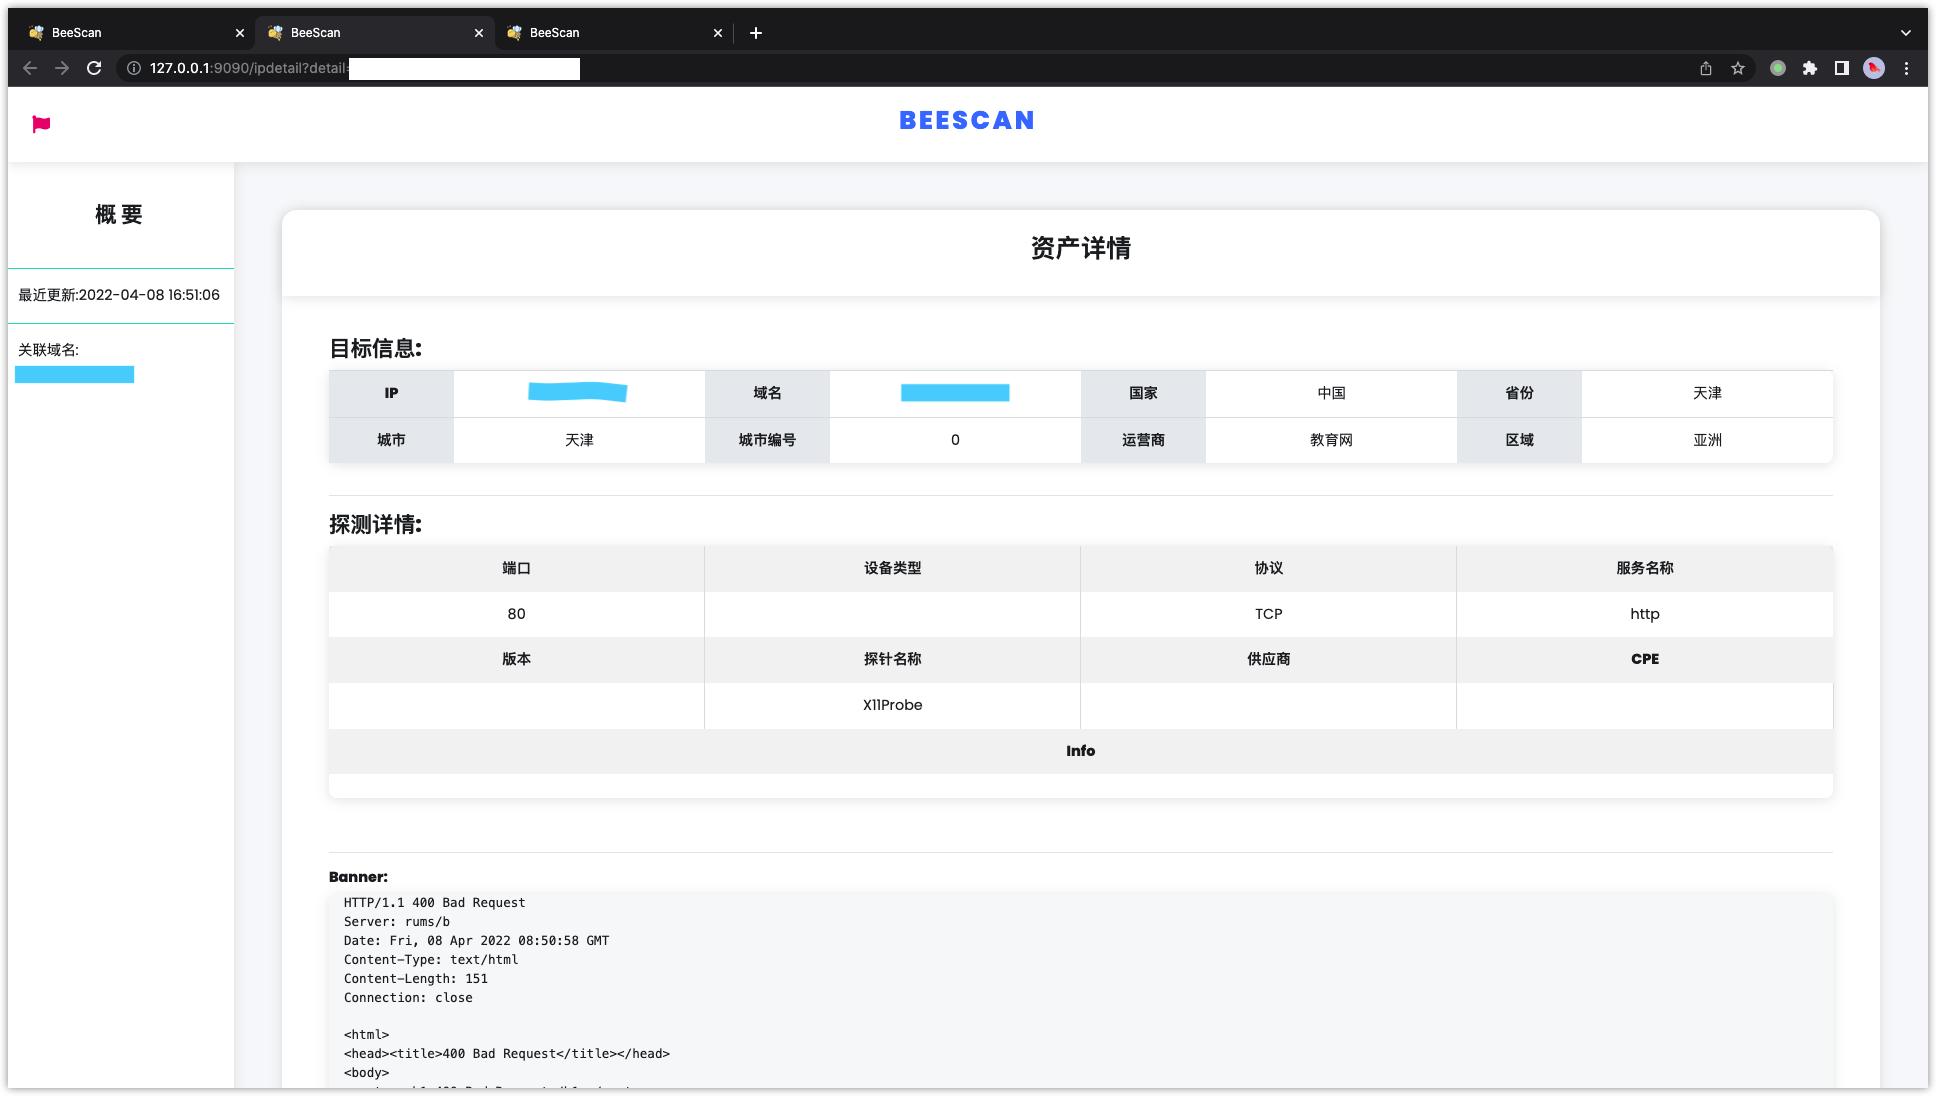 BeeScan
BeeScan
BeeScan
127.0.0.1:9090/ipdetail?detail=
BEESCAN
概 要
最近更新:2022-04-08 16:51:06
关联域名:
资产详情
目标信息:
IP 域名 国家 中国 省份 天津
城市 天津 城市编号 0 运营商 教育网 区域 亚洲
探测详情:
端口 设备类型 协议 服务名称
80 TCP http
版本 探针名称 供应商 CPE
X11Probe
Info
Banner:
HTTP/1.1 400 Bad Request
Server: rums/b
Date: Fri, 08 Apr 2022 08:50:58 GMT
Content-Type: text/html
Content-Length: 151
Connection: close
<html>
<head><title>400 Bad Request</title></head>
<body>